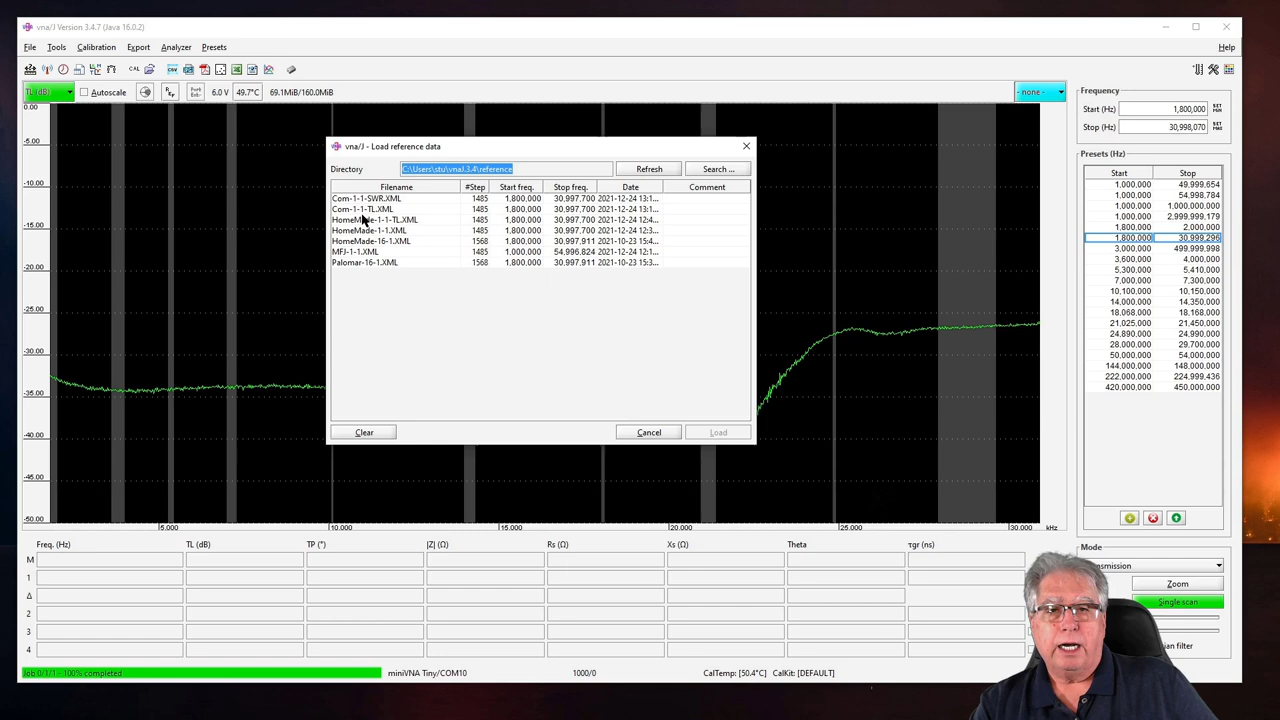 vna/J Version 3.4.7 (Java 16.0.2)
File Tools Calibration Export Analyzer Presets Help
CAL CSV
TL (dB) Autoscale 6.0 V 49.7°C 69.1MiB/160.0MiB - none -
0.00
-5.00
-10.00
-15.00
-20.00
-25.00
-30.00
-35.00
-40.00
-45.00
-50.00
5.000 10.000 15.000 20.000 25.000 30.000 kHz
vna/J - Load reference data
Directory C:\Users\stu\vnaJ.3.4\reference Refresh Search ...
Filename #Step Start freq. Stop freq. Date Comment
Com-1-1-SWR.XML 1485 1,800,000 30,997,700 2021-12-24 13:1...
Com-1-1-TL.XML 1485 1,800,000 30,997,700 2021-12-24 13:1...
HomeMade-1-1-TL.XML 1485 1,800,000 30,997,700 2021-12-24 12:4...
HomeMade-1-1.XML 1485 1,800,000 30,997,700 2021-12-24 12:4...
HomeMade-16-1.XML 1568 1,800,000 30,997,911 2021-10-23 15:4...
MFJ-1-1.XML 1485 1,000,000 54,996,824 2021-12-24 12:1...
Palomar-16-1.XML 1568 1,800,000 30,997,911 2021-10-23 15:3...
Clear Cancel Load
Frequency
Start (Hz) 1,800,000
Stop (Hz) 30,998,070
Presets (Hz)
Start Stop
1,000,000 49,999,654
1,000,000 54,998,784
1,000,000 1,000,000,000
1,000,000 2,999,999,179
1,800,000 2,000,000
1,800,000 30,999,296
3,000,000 499,999,998
3,600,000 4,000,000
5,300,000 5,410,000
7,000,000 7,300,000
10,100,000 10,150,000
14,000,000 14,350,000
18,068,000 18,168,000
21,025,000 21,450,000
24,890,000 24,990,000
28,000,000 29,700,000
50,000,000 54,000,000
144,000,000 148,000,000
222,000,000 224,999,436
420,000,000 450,000,000
Mode
Zoom
Single scan
Freq. (Hz) TL (dB) TP (°) |Z| (Ω) Rs (Ω) Xs (Ω) Theta τgr (ns)
M
1
Δ
2
3
4
Job 0/1/1 - 100% completed miniVNA Tiny/COM10 1000/0 CalTemp: [50.4°C] CalKit: [DEFAULT]